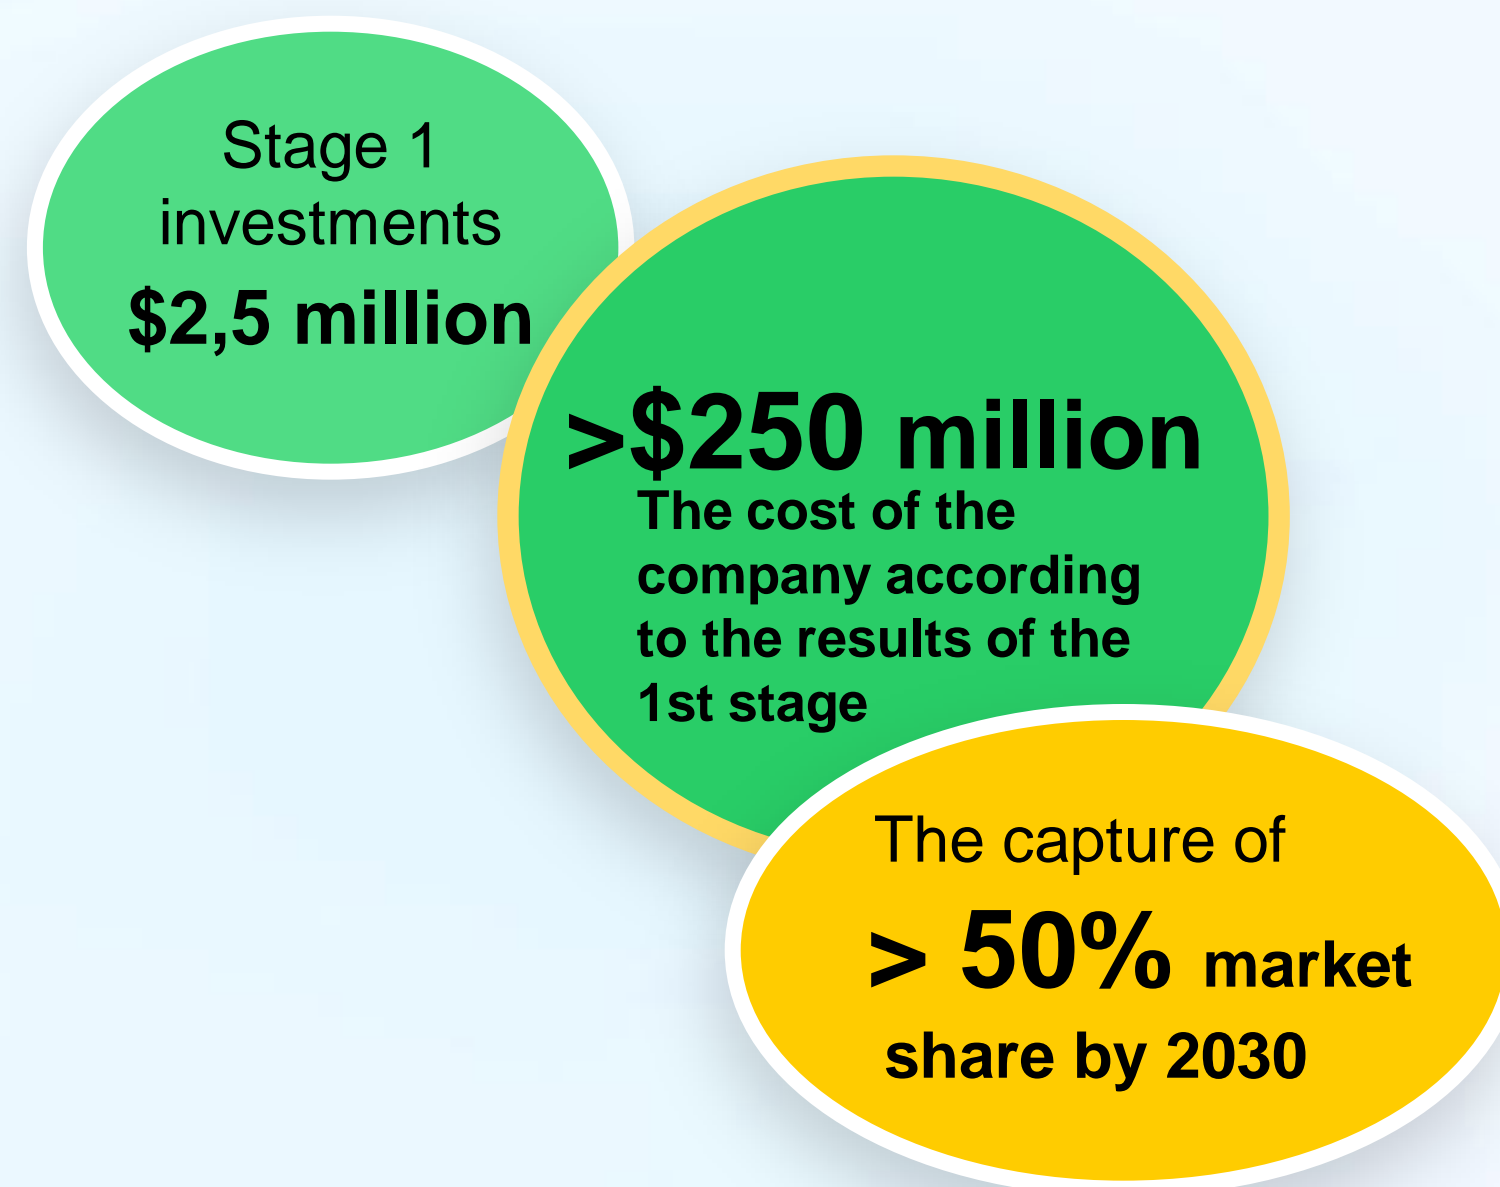 Stage 1
investments
$2,5 million
>$250 million
The cost of the
company according
to the results of the
1st stage
The capture of
> 50% market
share by 2030